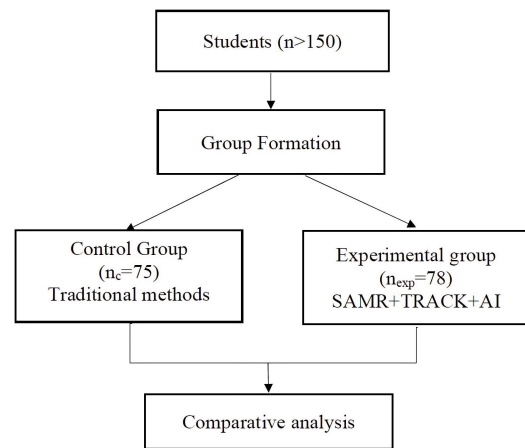 Students (n>150)
Group Formation
Control Group
(nc=75)
Traditional methods
Experimental group
(nexp=78)
SAMR+TRACK+AI
Comparative analysis